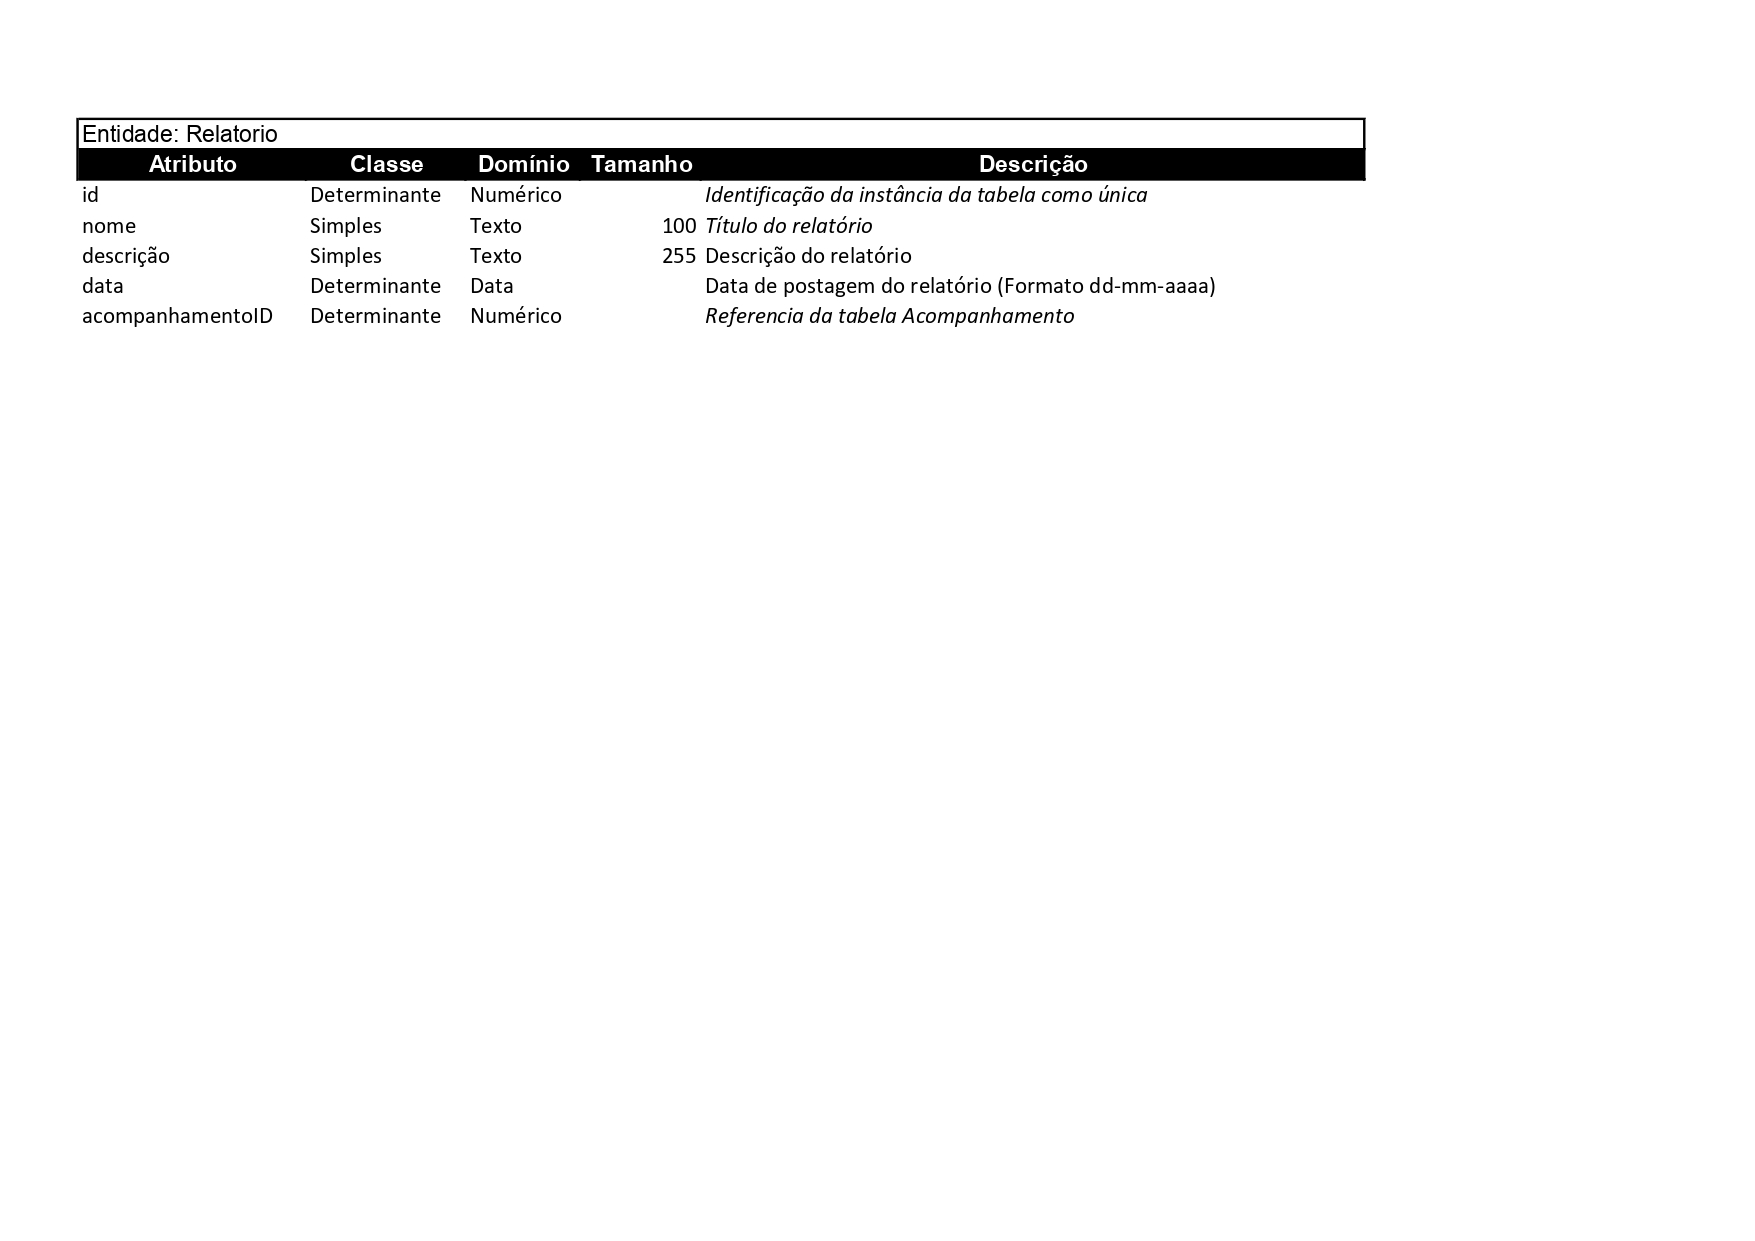 Entidade: Relatorio
Atributo Classe Domínio Tamanho Descrição
id Determinante Numérico Identificação da instância da tabela como única
nome Simples Texto 100 Título do relatório
descrição Simples Texto 255 Descrição do relatório
data Determinante Data Data de postagem do relatório (Formato dd-mm-aaaa)
acompanhamentoID Determinante Numérico Referencia da tabela Acompanhamento